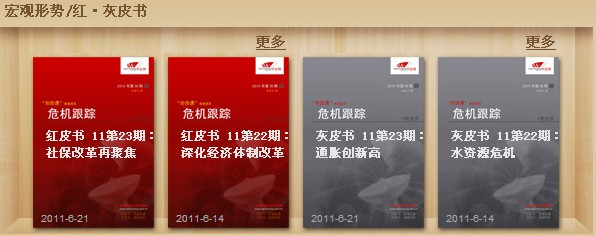 宏观形势/红·灰皮书
更多
更多
危机跟踪
红皮书 11第23期：
社保改革再聚焦
2011-6-21
危机跟踪
红皮书 11第22期：
深化经济体制改革
2011-6-14
危机跟踪
灰皮书 11第23期：
通胀创新高
2011-6-21
危机跟踪
灰皮书 11第22期：
水资源危机
2011-6-14